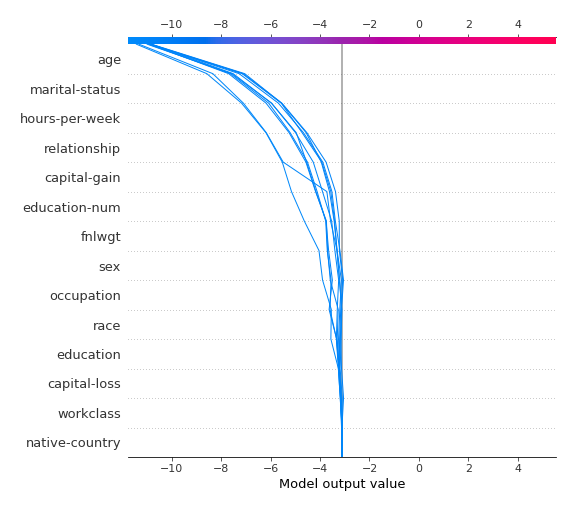 −10 −8 −6 −4 −2 0 2 4
age
marital-status
hours-per-week
relationship
capital-gain
education-num
fnlwgt
sex
occupation
race
education
capital-loss
workclass
native-country
−10 −8 −6 −4 −2 0 2 4
Model output value